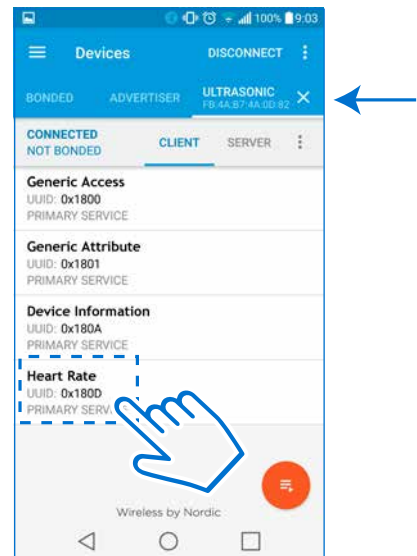 100% 9:03
Devices DISCONNECT
BONDED ADVERTISER ULTRASONIC
FB:4A:B7:4A:0D:82
CONNECTED
NOT BONDED CLIENT SERVER
Generic Access
UUID: 0x1800
PRIMARY SERVICE
Generic Attribute
UUID: 0x1801
PRIMARY SERVICE
Device Information
UUID: 0x180A
PRIMARY SERVICE
Heart Rate
UUID: 0x180D
PRIMARY SERV
Wireless by Nordic